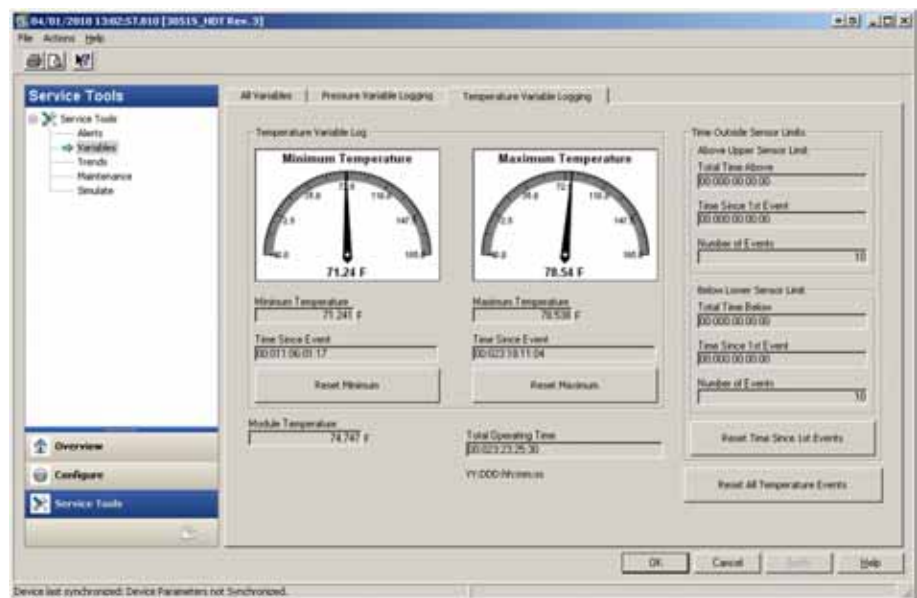 04/01/2010 13:02:57.010 [3051S_HDT Rev. 3]
File Actions Help
Service Tools
Service Tools
Alerts
Variables
Trends
Maintenance
Simulate
Overview
Configure
Service Tools
All Variables
Pressure Variable Logging
Temperature Variable Logging
Temperature Variable Log
Minimum Temperature
71.24 F
Minimum Temperature
71.241 F
Time Since Event
00:011:06:01:17
Reset Minimum
Maximum Temperature
78.54 F
Maximum Temperature
78.538 F
Time Since Event
00:023:18:11:04
Reset Maximum
Module Temperature
74.747 F
Total Operating Time
00:023:23:25:30
YY:DDD:hh:mm:ss
Time Outside Sensor Limits
Above Upper Sensor Limit
Total Time Above
00:000:00:00:00
Time Since 1st Event
00:000:00:00:00
Number of Events
Below Lower Sensor Limit
Total Time Below
00:000:00:00:00
Time Since 1st Event
00:000:00:00:00
Number of Events
Reset Time Since 1st Events
Reset All Temperature Events
OK
Cancel
Help
Device last synchronized: Device Parameters not Synchronized.